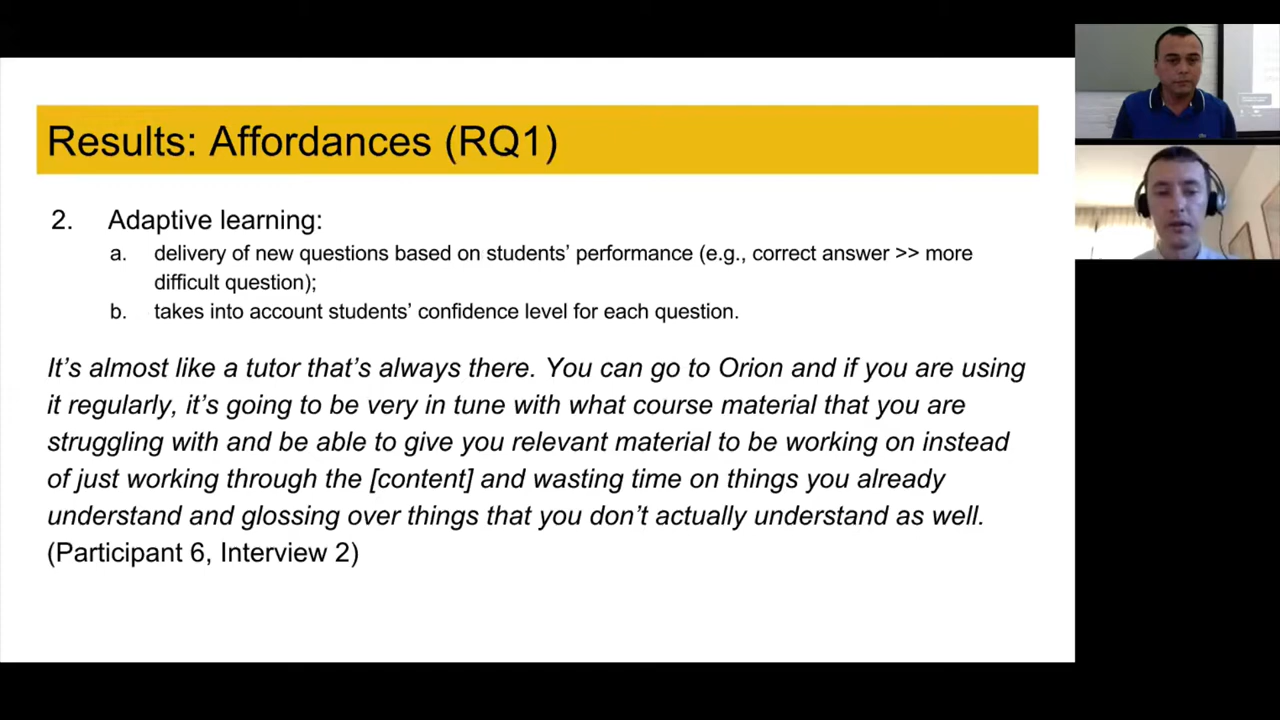 Results: Affordances (RQ1)
2. Adaptive learning:
a. delivery of new questions based on students’ performance (e.g., correct answer >> more
difficult question);
b. takes into account students’ confidence level for each question.
It’s almost like a tutor that’s always there. You can go to Orion and if you are using
it regularly, it’s going to be very in tune with what course material that you are
struggling with and be able to give you relevant material to be working on instead
of just working through the [content] and wasting time on things you already
understand and glossing over things that you don’t actually understand as well.
(Participant 6, Interview 2)